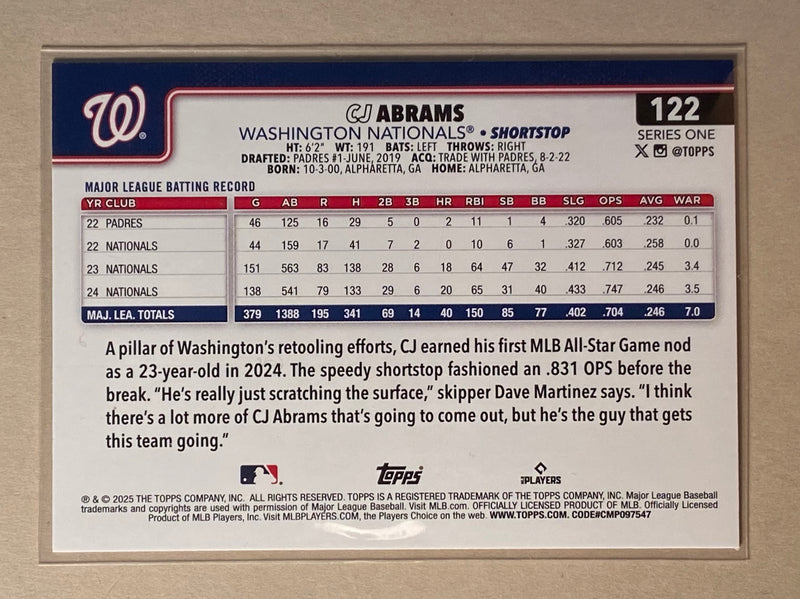 W
CJ ABRAMS
122
WASHINGTON NATIONALS® • SHORTSTOP
SERIES ONE
HT: 6'2" WT: 191 BATS: LEFT THROWS: RIGHT
DRAFTED: PADRES #1-JUNE, 2019 ACQ: TRADE WITH PADRES, 8-2-22
X @TOPPS
BORN: 10-3-00, ALPHARETTA, GA HOME: ALPHARETTA, GA
MAJOR LEAGUE BATTING RECORD
YR CLUB G AB R H 2B 3B HR RBI SB BB SLG OPS AVG WAR
22 PADRES 46 125 16 29 5 0 2 11 1 4 .320 .605 .232 0.1
22 NATIONALS 44 159 17 41 7 2 0 10 6 1 .327 .603 .258 0.0
23 NATIONALS 151 563 83 138 28 6 18 64 47 32 .412 .712 .245 3.4
24 NATIONALS 138 541 79 133 29 6 20 65 31 40 .433 .747 .246 3.5
MAJ. LEA. TOTALS 379 1388 195 341 69 14 40 150 85 77 .402 .704 .246 7.0
A pillar of Washington's retooling efforts, CJ earned his first MLB All-Star Game nod
as a 23-year-old in 2024. The speedy shortstop fashioned an .831 OPS before the
break. "He's really just scratching the surface," skipper Dave Martinez says. "I think
there's a lot more of CJ Abrams that's going to come out, but he's the guy that gets
this team going."
Topps
MLB PLAYERS
® & © 2025 THE TOPPS COMPANY, INC. ALL RIGHTS RESERVED. TOPPS IS A REGISTERED TRADEMARK OF THE TOPPS COMPANY, INC. Major League Baseball
trademarks and copyrights are used with permission of Major League Baseball. Visit MLB.com. OFFICIALLY LICENSED PRODUCT OF MLB. Officially Licensed
Product of MLB Players, Inc. Visit MLBPLAYERS.COM, the Players Choice on the web. WWW.TOPPS.COM. CODE#CMP097547